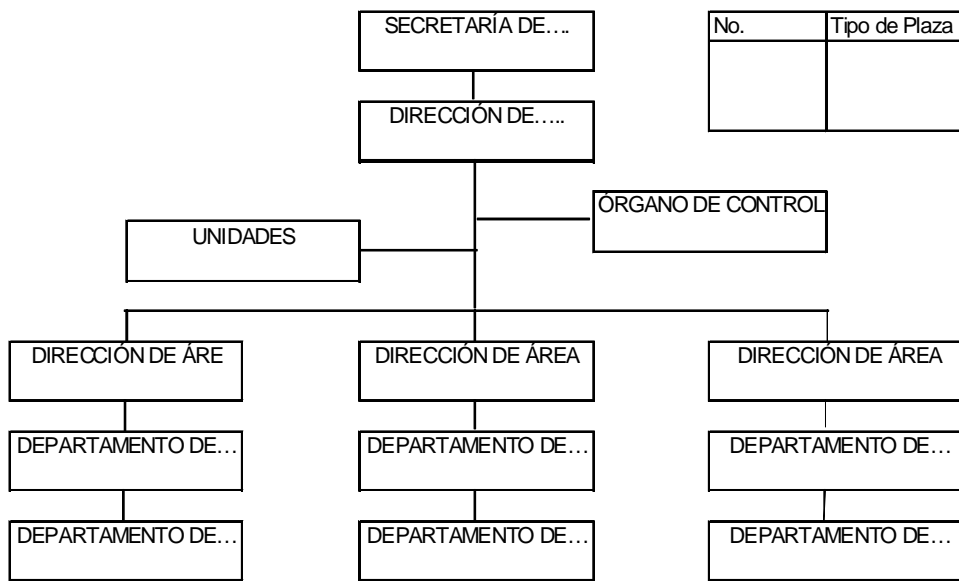 SECRETARÍA DE….
No. Tipo de Plaza
DIRECCIÓN DE…..
ÓRGANO DE CONTROL
UNIDADES
DIRECCIÓN DE ÁRE DIRECCIÓN DE ÁREA DIRECCIÓN DE ÁREA
DEPARTAMENTO DE… DEPARTAMENTO DE… DEPARTAMENTO DE…
DEPARTAMENTO DE… DEPARTAMENTO DE… DEPARTAMENTO DE…